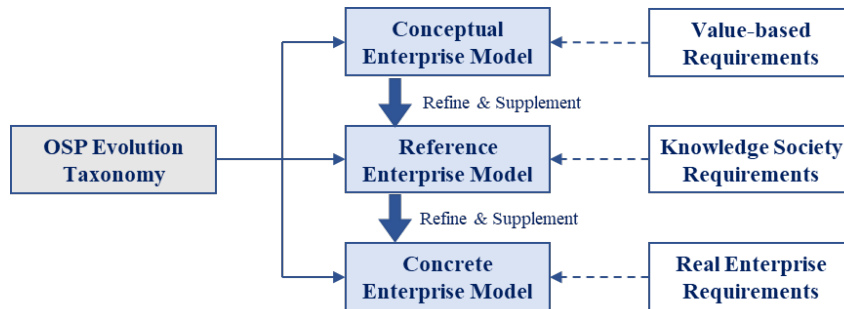 Conceptual
Enterprise Model
Value-based
Requirements
Refine & Supplement
OSP Evolution
Taxonomy
Reference
Enterprise Model
Knowledge Society
Requirements
Refine & Supplement
Concrete
Enterprise Model
Real Enterprise
Requirements